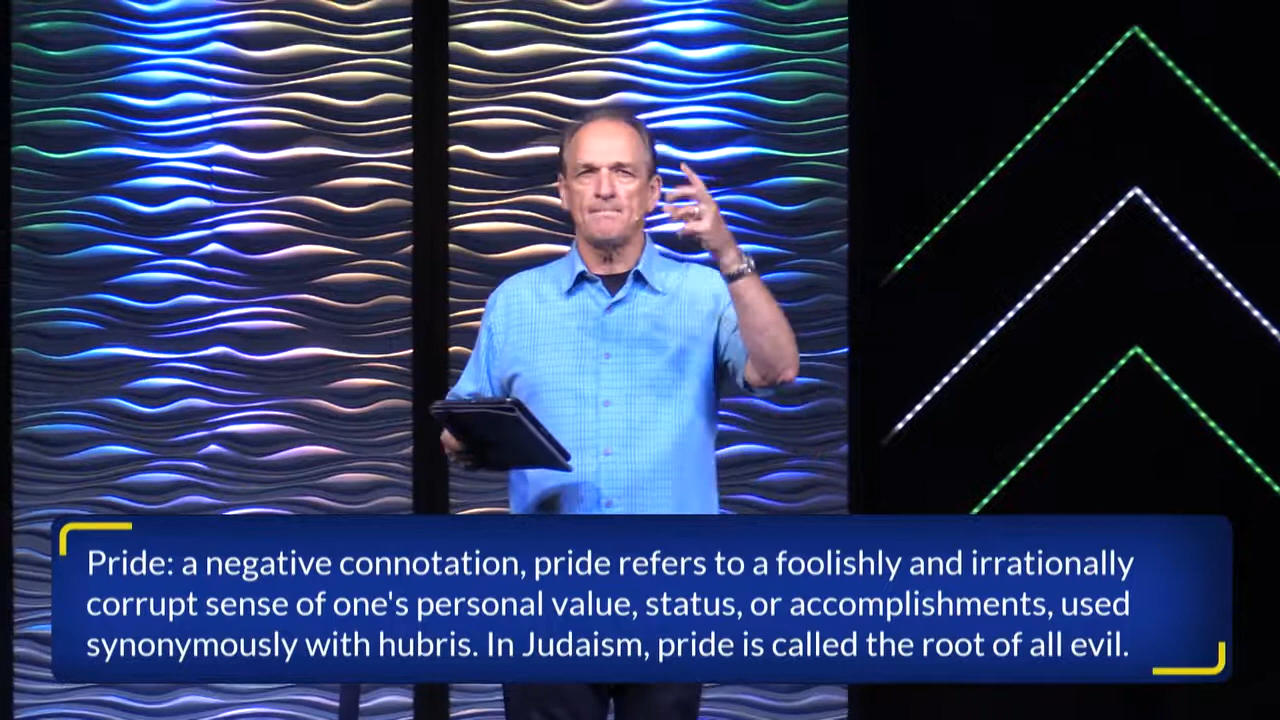 Pride: a negative connotation, pride refers to a foolishly and irrationally
corrupt sense of one's personal value, status, or accomplishments, used
synonymously with hubris. In Judaism, pride is called the root of all evil.